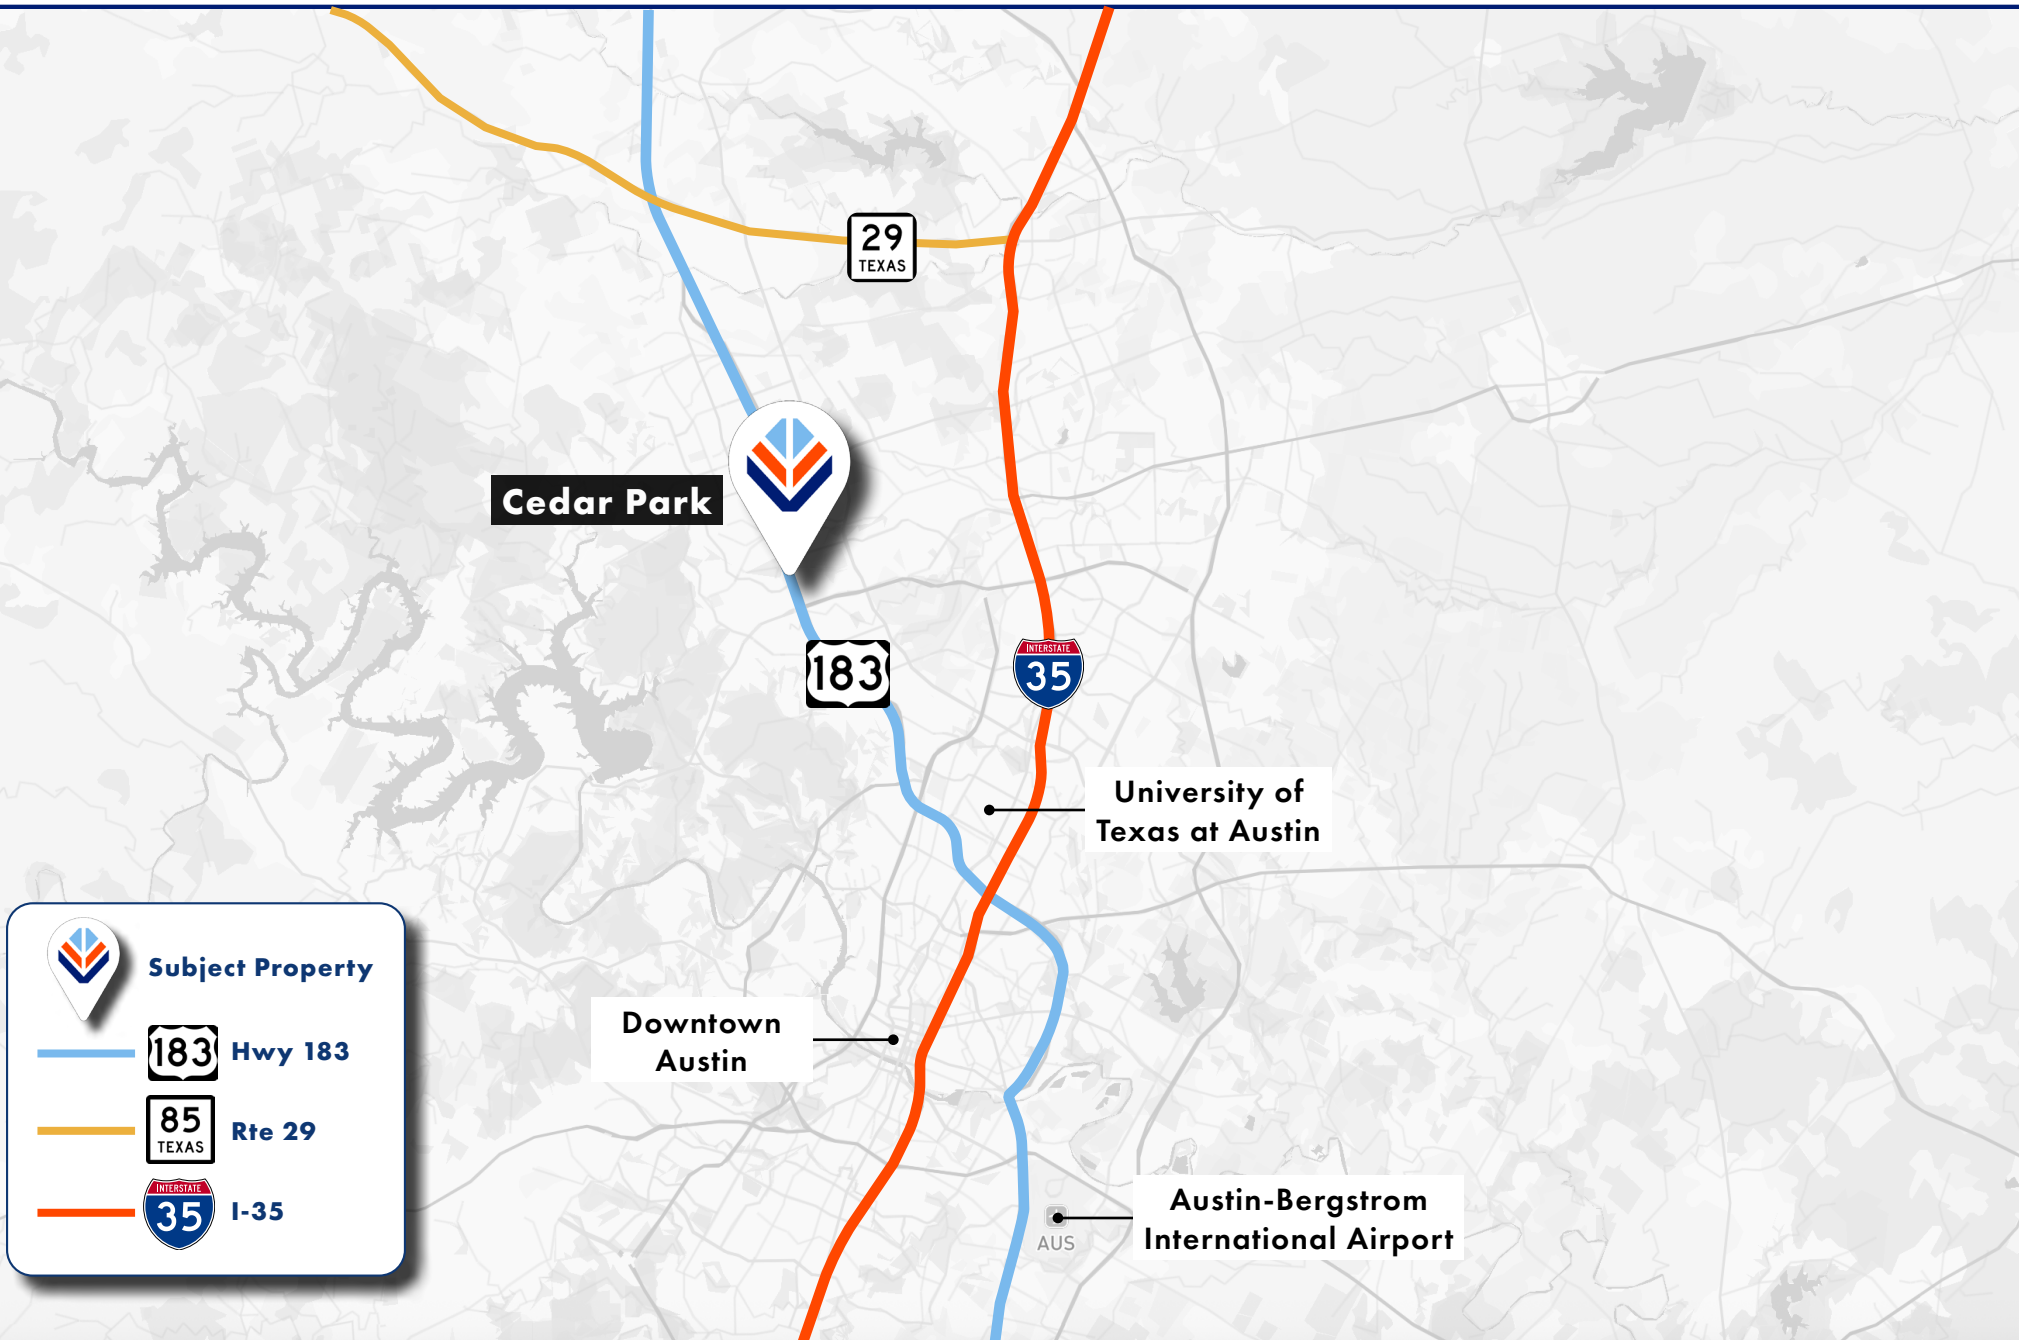 29
TEXAS
Cedar Park
183
INTERSTATE
35
University of
Texas at Austin
Subject Property
183 Hwy 183
85
TEXAS
Rte 29
INTERSTATE
35
I-35
Downtown
Austin
Austin-Bergstrom
International Airport
AUS